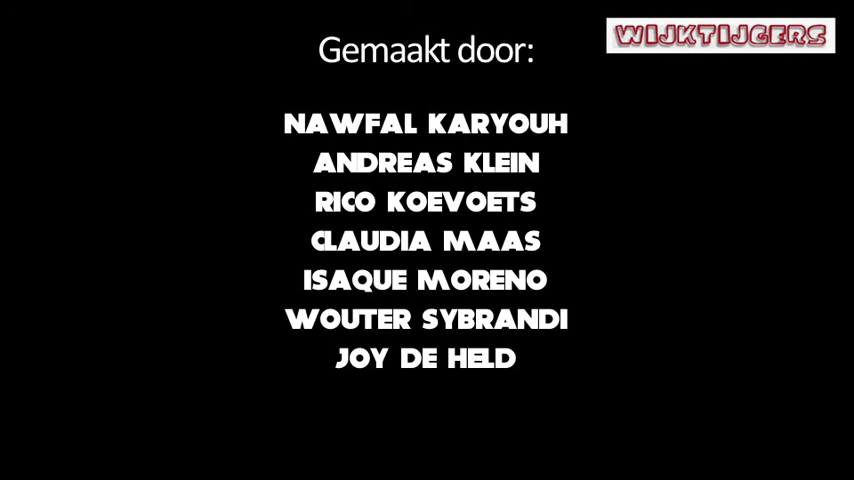 Gemaakt door:
WIJKTIJGERS
NAWFAL KARYOUH
ANDREAS KLEIN
RICO KOEVOETS
CLAUDIA MAAS
ISAQUE MORENO
WOUTER SYBRANDI
JOY DE HELD